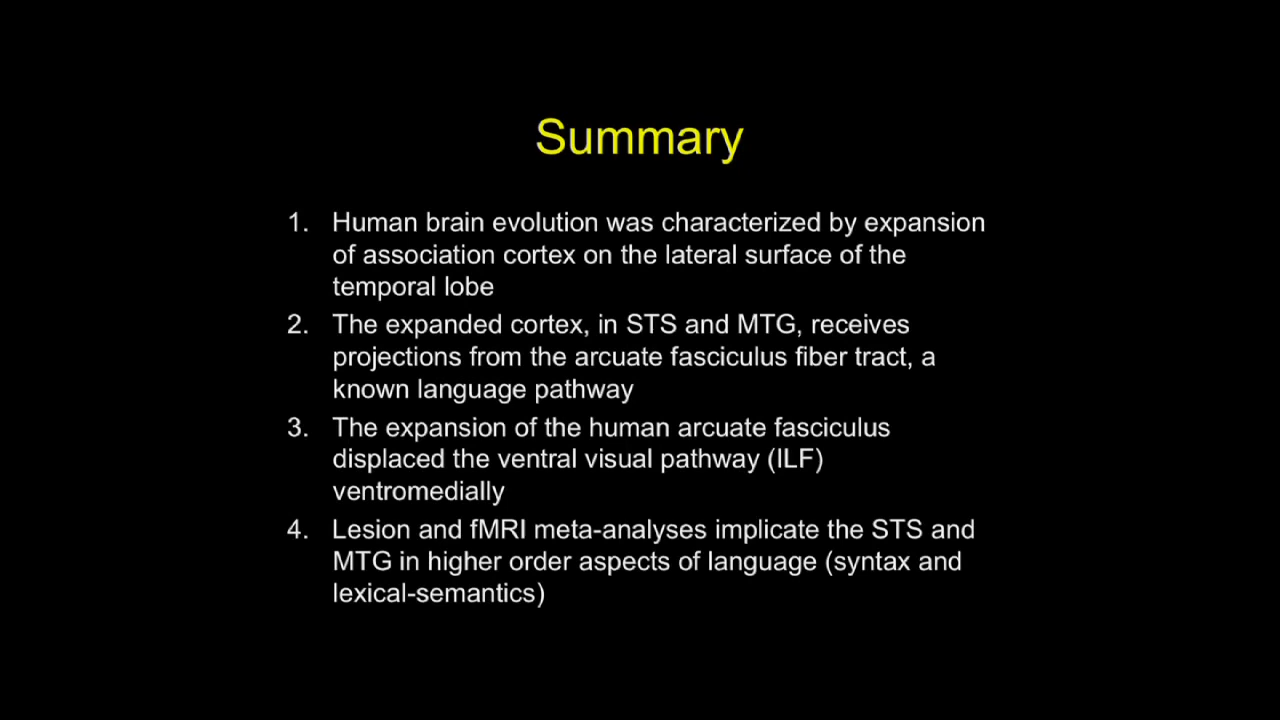 Summary
1. Human brain evolution was characterized by expansion
of association cortex on the lateral surface of the
temporal lobe
2. The expanded cortex, in STS and MTG, receives
projections from the arcuate fasciculus fiber tract, a
known language pathway
3. The expansion of the human arcuate fasciculus
displaced the ventral visual pathway (ILF)
ventromedially
4. Lesion and fMRI meta-analyses implicate the STS and
MTG in higher order aspects of language (syntax and
lexical-semantics)